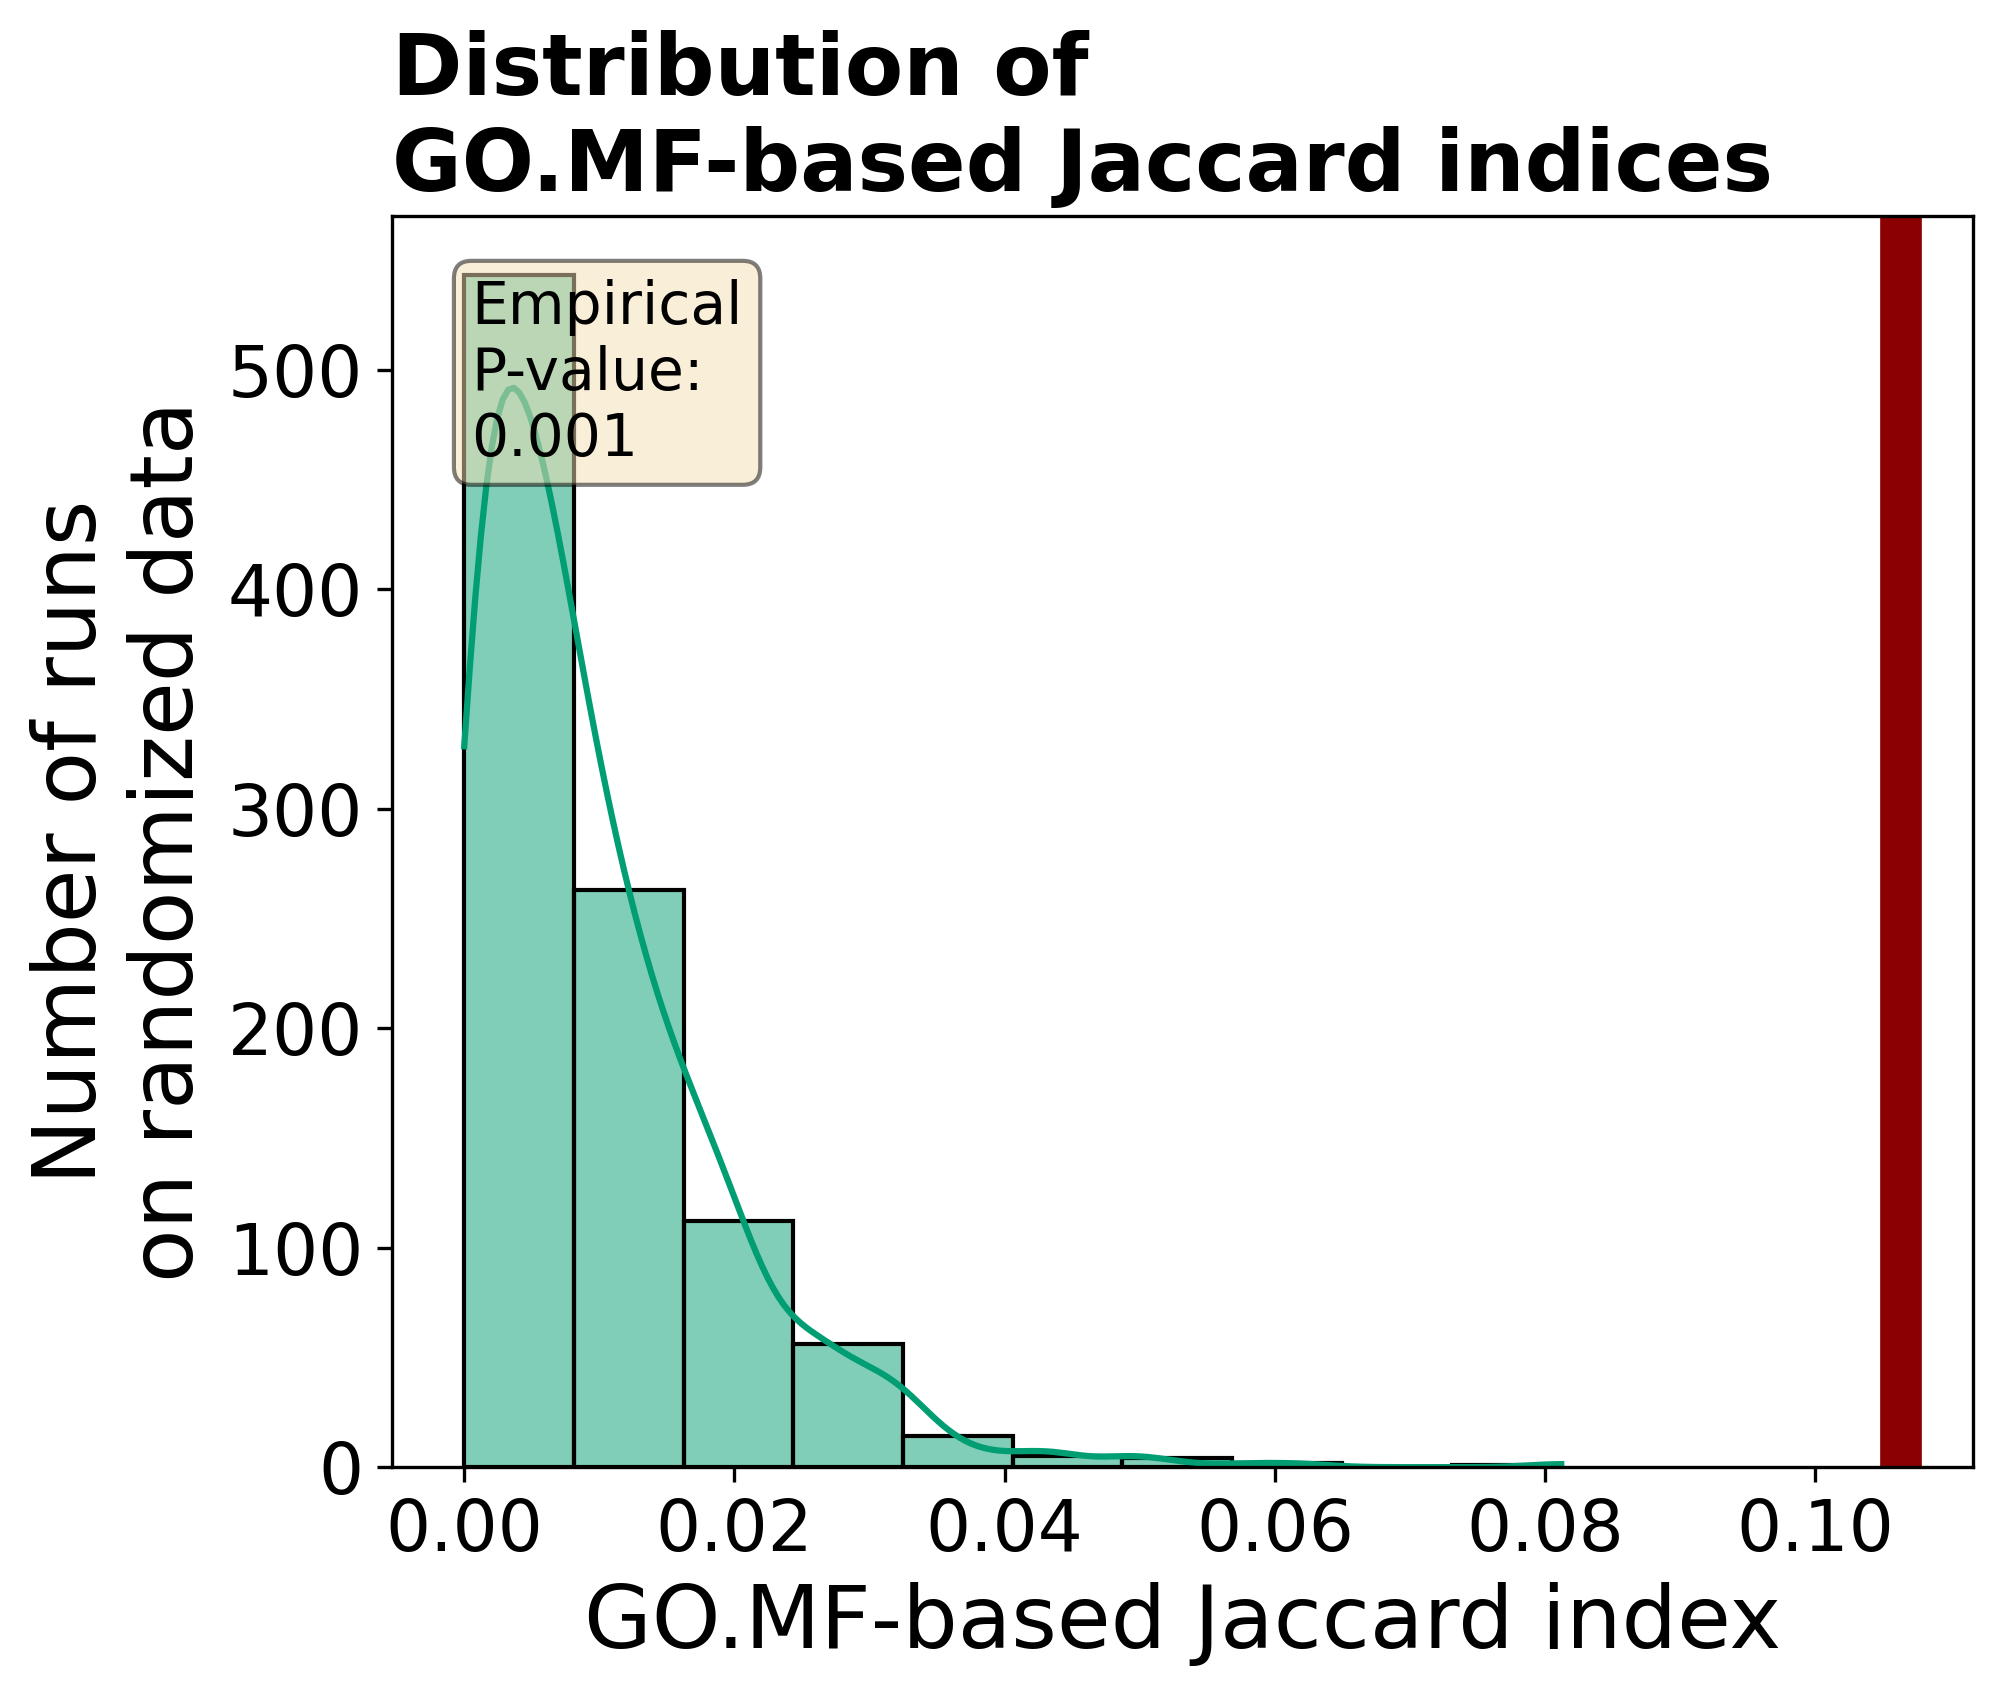 Distribution of
GO.MF-based Jaccard indices
Empirical
P-value:
0.001
Number of runs
on randomized data
500
400
300
200
100
0
0.00 0.02 0.04 0.06 0.08 0.10
GO.MF-based Jaccard index